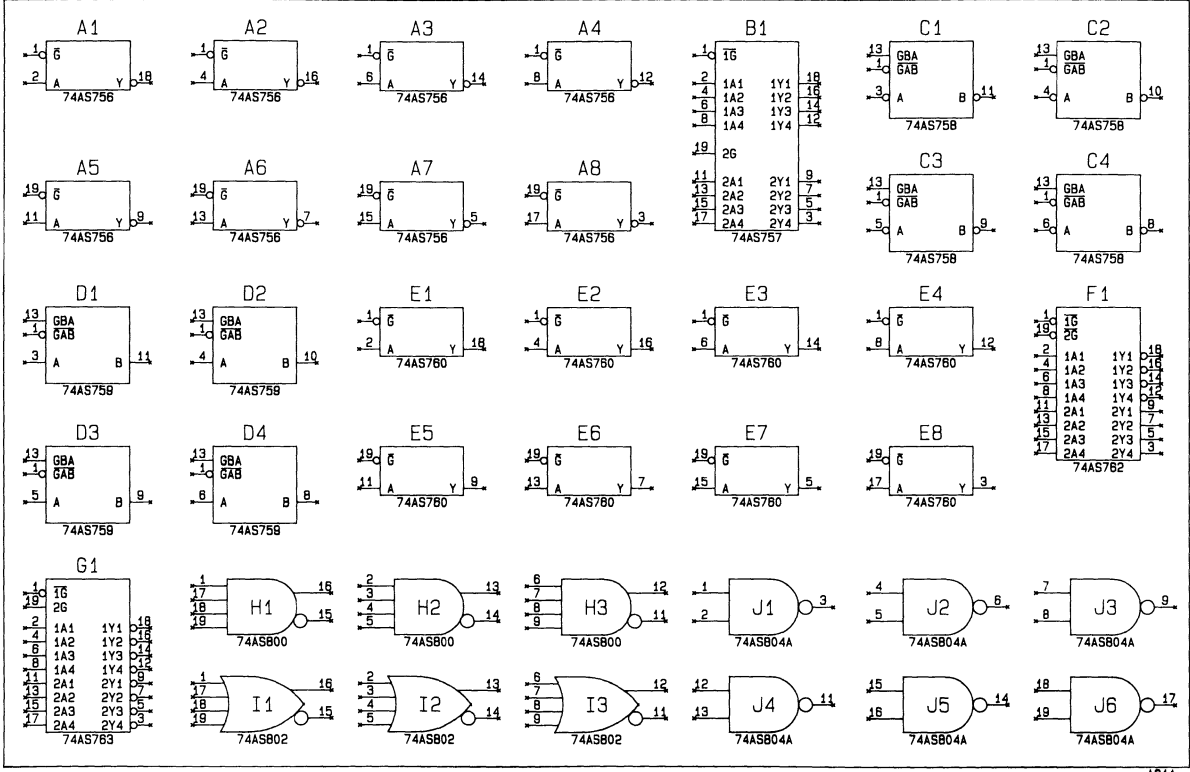 A1 A2 A3 A4 B1 C1 C2
1 G̅ 1 G̅ 1 G̅ 1 G̅ 1 1G̅ 13 GBA 13 GBA
1 G̅A̅B̅ 1 G̅A̅B̅
2 A Y 18 4 A Y 16 6 A Y 14 8 A Y 12 2 1A1 1Y1 18 3 A B 11 4 A B 10
74AS756 74AS756 74AS756 74AS756 4 1A2 1Y2 16
6 1A3 1Y3 14
8 1A4 1Y4 12 74AS758 74AS758
19 2G
A5 A6 A7 A8 C3 C4
19 G̅ 19 G̅ 19 G̅ 19 G̅ 11 2A1 2Y1 9 13 GBA 13 GBA
13 2A2 2Y2 7 1 G̅A̅B̅ 1 G̅A̅B̅
11 A Y 9 13 A Y 7 15 A Y 5 17 A Y 3 15 2A3 2Y3 5
17 2A4 2Y4 3 5 A B 9 6 A B 8
74AS756 74AS756 74AS756 74AS756 74AS757 74AS758 74AS758
D1 D2 E1 E2 E3 E4 F1
13 GBA 13 GBA 1 G̅ 1 G̅ 1 G̅ 1 G̅ 1 1G̅
1 G̅A̅B̅ 1 G̅A̅B̅ 19 2G̅
2 A Y 18 4 A Y 16 6 A Y 14 8 A Y 12 2 1A1 1Y1 18
3 A B 11 4 A B 10 74AS760 74AS760 74AS760 74AS760 4 1A2 1Y2 16
6 1A3 1Y3 14
74AS759 74AS759 8 1A4 1Y4 12
11 2A1 2Y1 9
D3 D4 E5 E6 E7 E8 13 2A2 2Y2 7
15 2A3 2Y3 5
13 GBA 13 GBA 19 G̅ 19 G̅ 19 G̅ 19 G̅ 17 2A4 2Y4 3
1 G̅A̅B̅ 1 G̅A̅B̅ 74AS762
11 A Y 9 13 A Y 7 15 A Y 5 17 A Y 3
5 A B 9 6 A B 8 74AS760 74AS760 74AS760 74AS760
74AS759 74AS759
G1
1 1G̅ 1 16 2 13 6 12 1 4 7
19 2G 17 H1 3 H2 7 H3 J1 3 J2 6 J3 9
2 1A1 1Y1 18 18 15 4 14 8 11 2 5 8
4 1A2 1Y2 16 19 5 9
6 1A3 1Y3 14 74AS800 74AS800 74AS800 74AS804A 74AS804A 74AS804A
8 1A4 1Y4 12
11 2A1 2Y1 9 1 16 2 13 6 12 12 15 18
13 2A2 2Y2 7 17 I1 3 I2 7 I3 J4 11 J5 14 J6 17
15 2A3 2Y3 5 18 15 4 14 8 11 13 16 19
17 2A4 2Y4 3 19 5 9
74AS763 74AS802 74AS802 74AS802 74AS804A 74AS804A 74AS804A